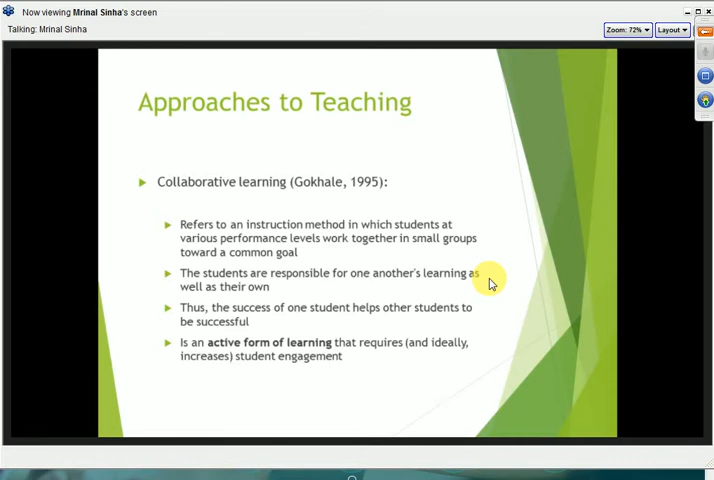 Now viewing Mrinal Sinha's screen
Talking: Mrinal Sinha
Zoom: 72%
Layout
Approaches to Teaching
Collaborative learning (Gokhale, 1995):
Refers to an instruction method in which students at
various performance levels work together in small groups
toward a common goal
The students are responsible for one another's learning as
well as their own
Thus, the success of one student helps other students to
be successful
Is an active form of learning that requires (and ideally,
increases) student engagement